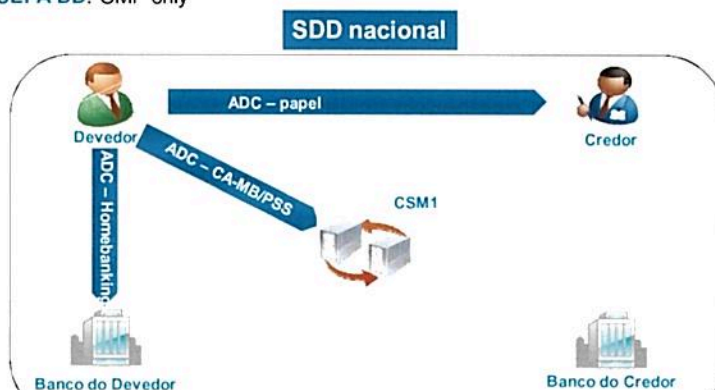 SEPA DD: CMF only
SDD nacional
ADC – papel
Devedor
Credor
ADC – CA-MB/PSS
ADC – Homebanking
CSM1
Banco do Devedor
Banco do Credor